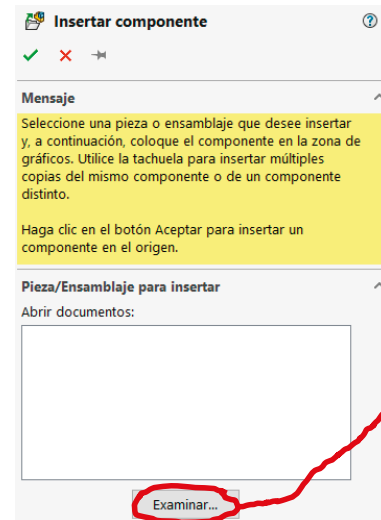 Insertar componente
Mensaje
Seleccione una pieza o ensamblaje que desee insertar
y, a continuación, coloque el componente en la zona de
gráficos. Utilice la tachuela para insertar múltiples
copias del mismo componente o de un componente
distinto.
Haga clic en el botón Aceptar para insertar un
componente en el origen.
Pieza/Ensamblaje para insertar
Abrir documentos:
Examinar...